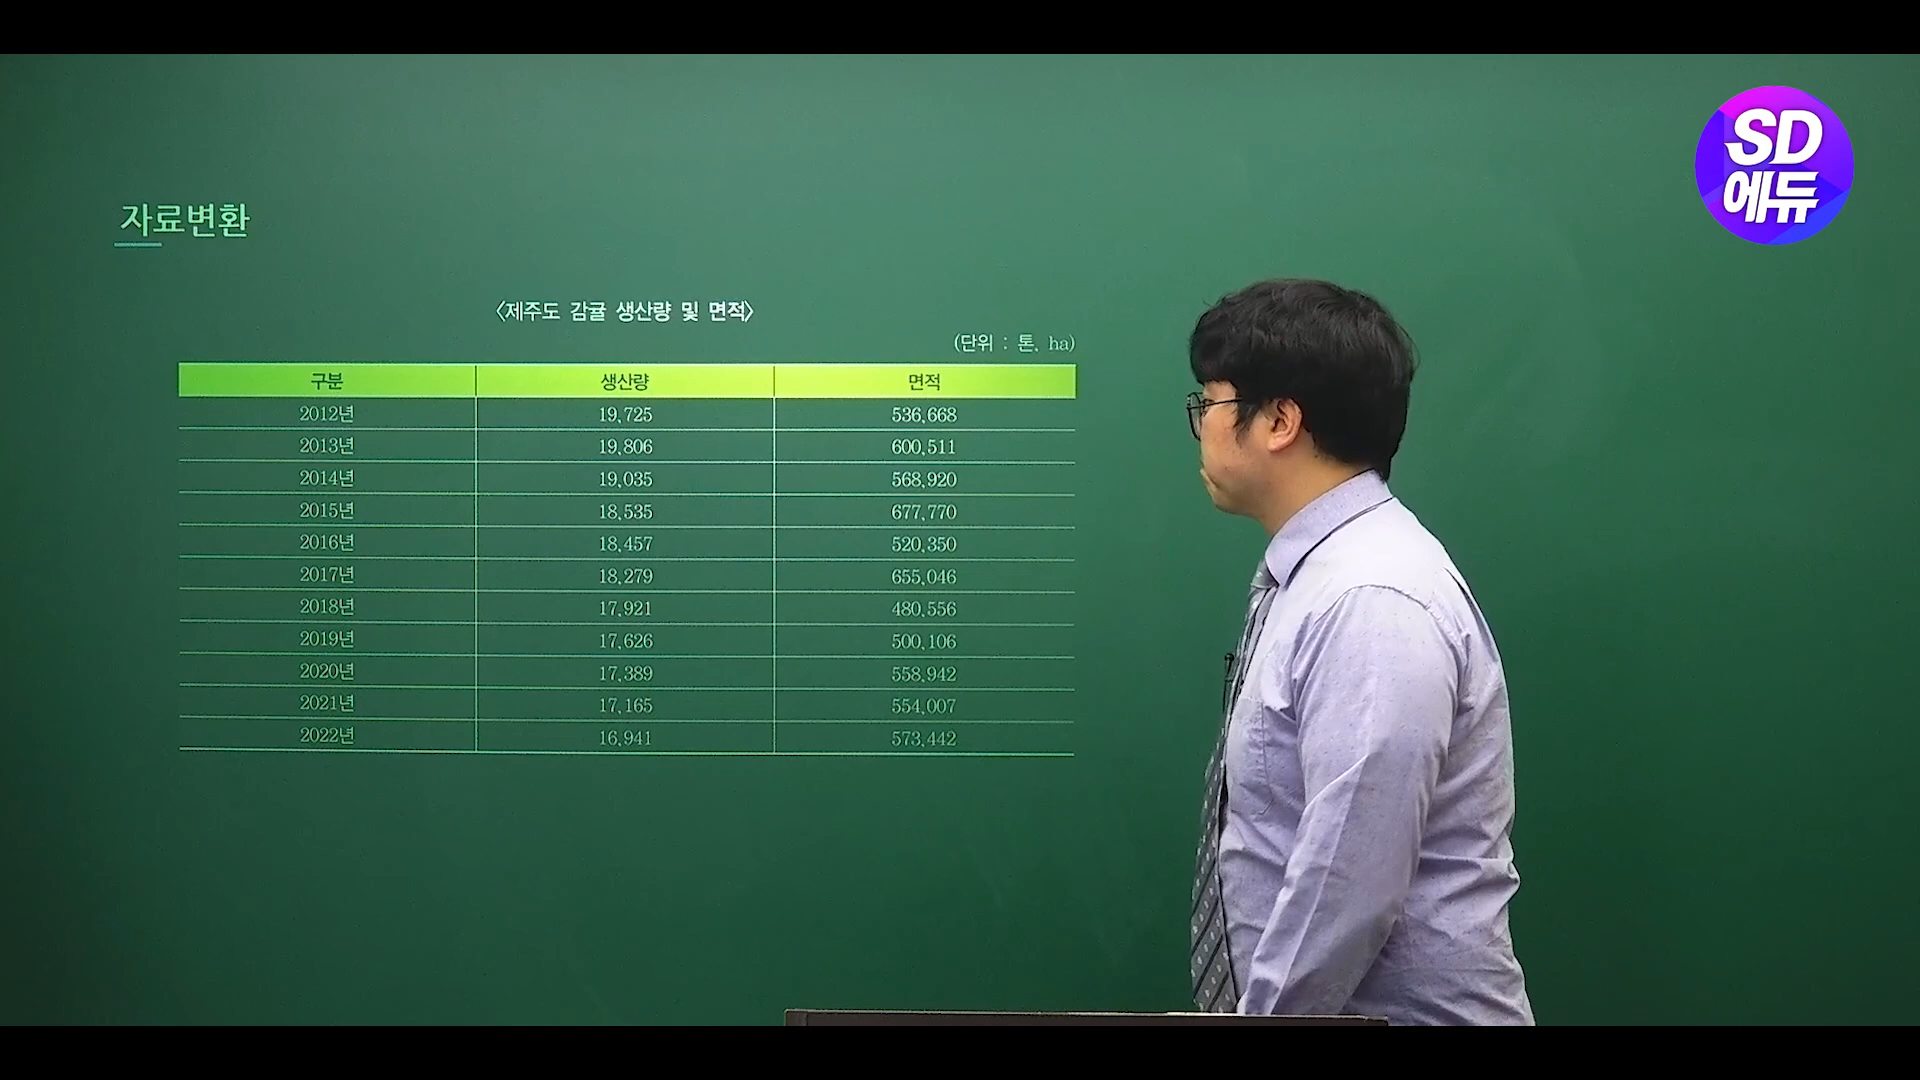 SD
에듀
자료변환
<제주도 감귤 생산량 및 면적>
(단위 : 톤, ha)
구분 생산량 면적
2012년 19,725 536,668
2013년 19,806 600,511
2014년 19,035 568,920
2015년 18,535 677,770
2016년 18,457 520,350
2017년 18,279 655,046
2018년 17,921 480,556
2019년 17,626 500,106
2020년 17,389 558,942
2021년 17,165 554,007
2022년 16,941 573,442